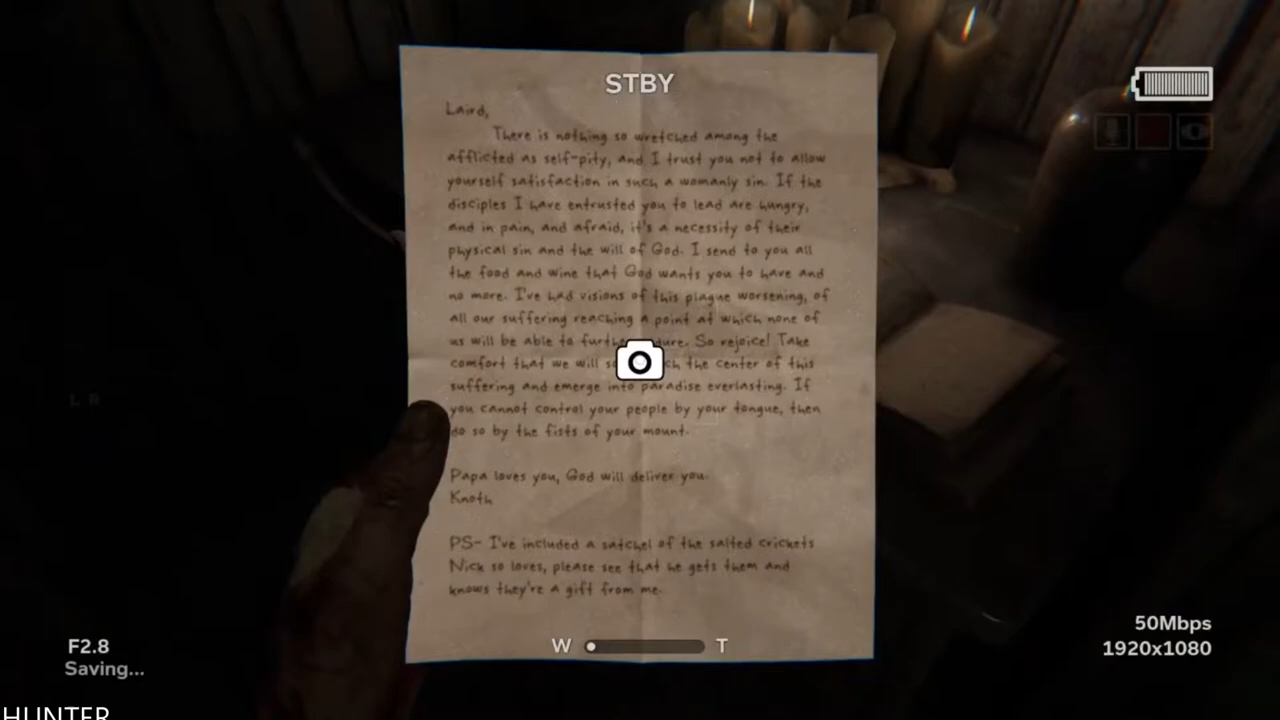 STBY
Laird,
There is nothing so wretched among the
afflicted as self-pity, and I trust you not to allow
yourself satisfaction in such a womanly sin. If the
disciples I have entrusted you to lead are hungry,
and in pain, and afraid, it's a necessity of their
physical sin and the will of God. I send to you all
the food and wine that God wants you to have and
no more. I've had visions of this plague worsening, of
all our suffering reaching a point at which none of
us will be able to So rejoice! Take
comfort that we will the center of this
suffering and emerge into paradise everlasting. If
you cannot control your people by your tongue, then
do so by the fists of your mount.
Papa loves you, God will deliver you.
Knoth
PS- I've included a satchel of the salted crickets
Nick so loves, please see that he gets them and
knows they're a gift from me.
W T
F2.8
Saving...
50Mbps
1920x1080
HUNTER